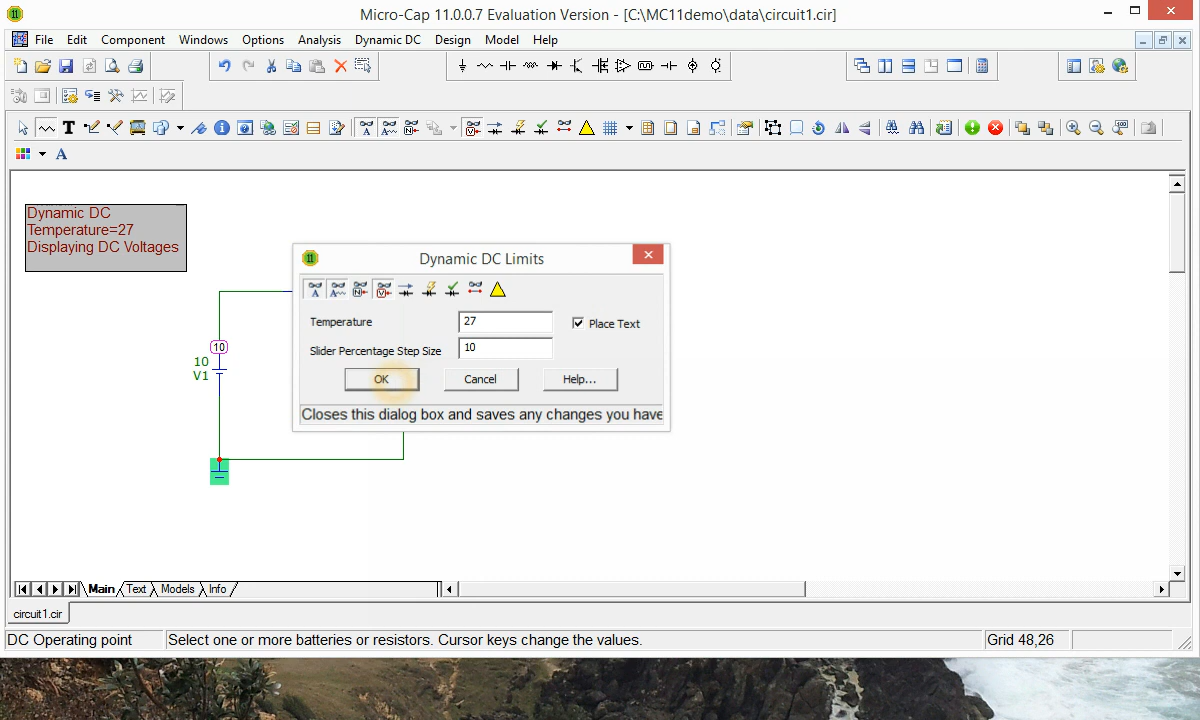 Micro-Cap 11.0.0.7 Evaluation Version - [C:\MC11demo\data\circuit1.cir]
File Edit Component Windows Options Analysis Dynamic DC Design Model Help
Dynamic DC
Temperature=27
Displaying DC Voltages
10
10
V1
Dynamic DC Limits
Temperature 27 Place Text
Slider Percentage Step Size 10
OK Cancel Help...
Closes this dialog box and saves any changes you have
Main Text Models Info
circuit1.cir
DC Operating point Select one or more batteries or resistors. Cursor keys change the values. Grid 48,26